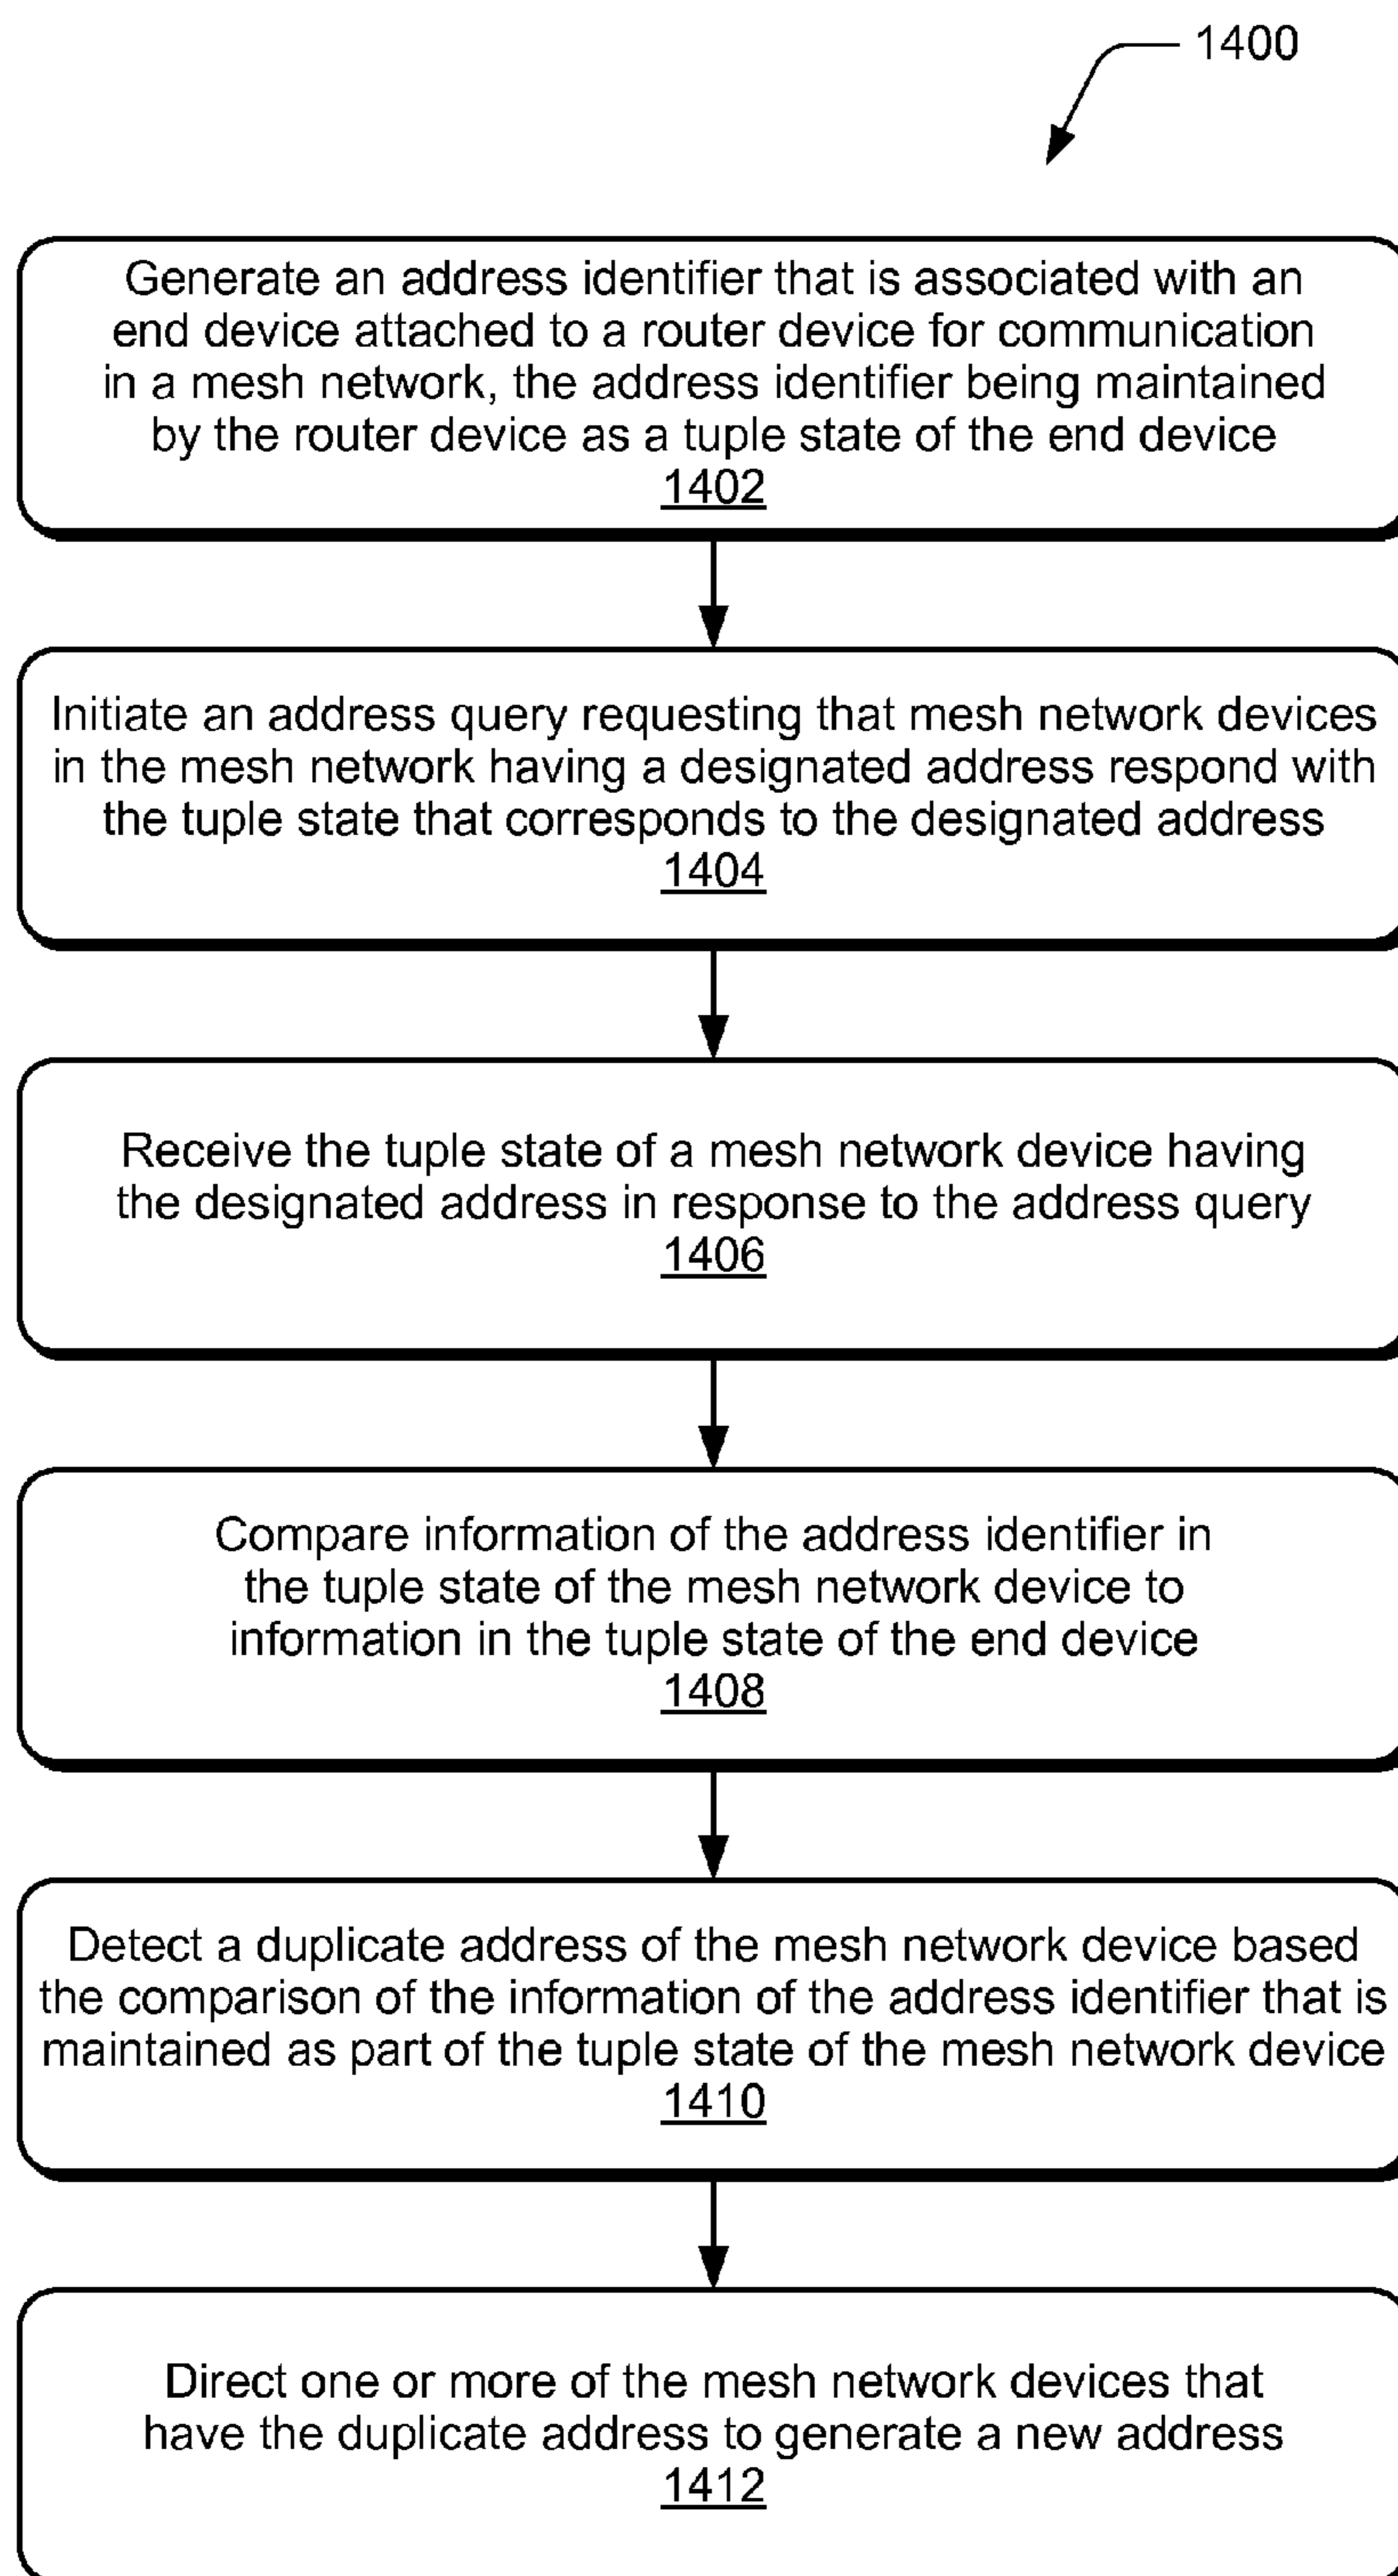 1400
Generate an address identifier that is associated with an
end device attached to a router device for communication
in a mesh network, the address identifier being maintained
by the router device as a tuple state of the end device
1402
Initiate an address query requesting that mesh network devices
in the mesh network having a designated address respond with
the tuple state that corresponds to the designated address
1404
Receive the tuple state of a mesh network device having
the designated address in response to the address query
1406
Compare information of the address identifier in
the tuple state of the mesh network device to
information in the tuple state of the end device
1408
Detect a duplicate address of the mesh network device based
the comparison of the information of the address identifier that is
maintained as part of the tuple state of the mesh network device
1410
Direct one or more of the mesh network devices that
have the duplicate address to generate a new address
1412